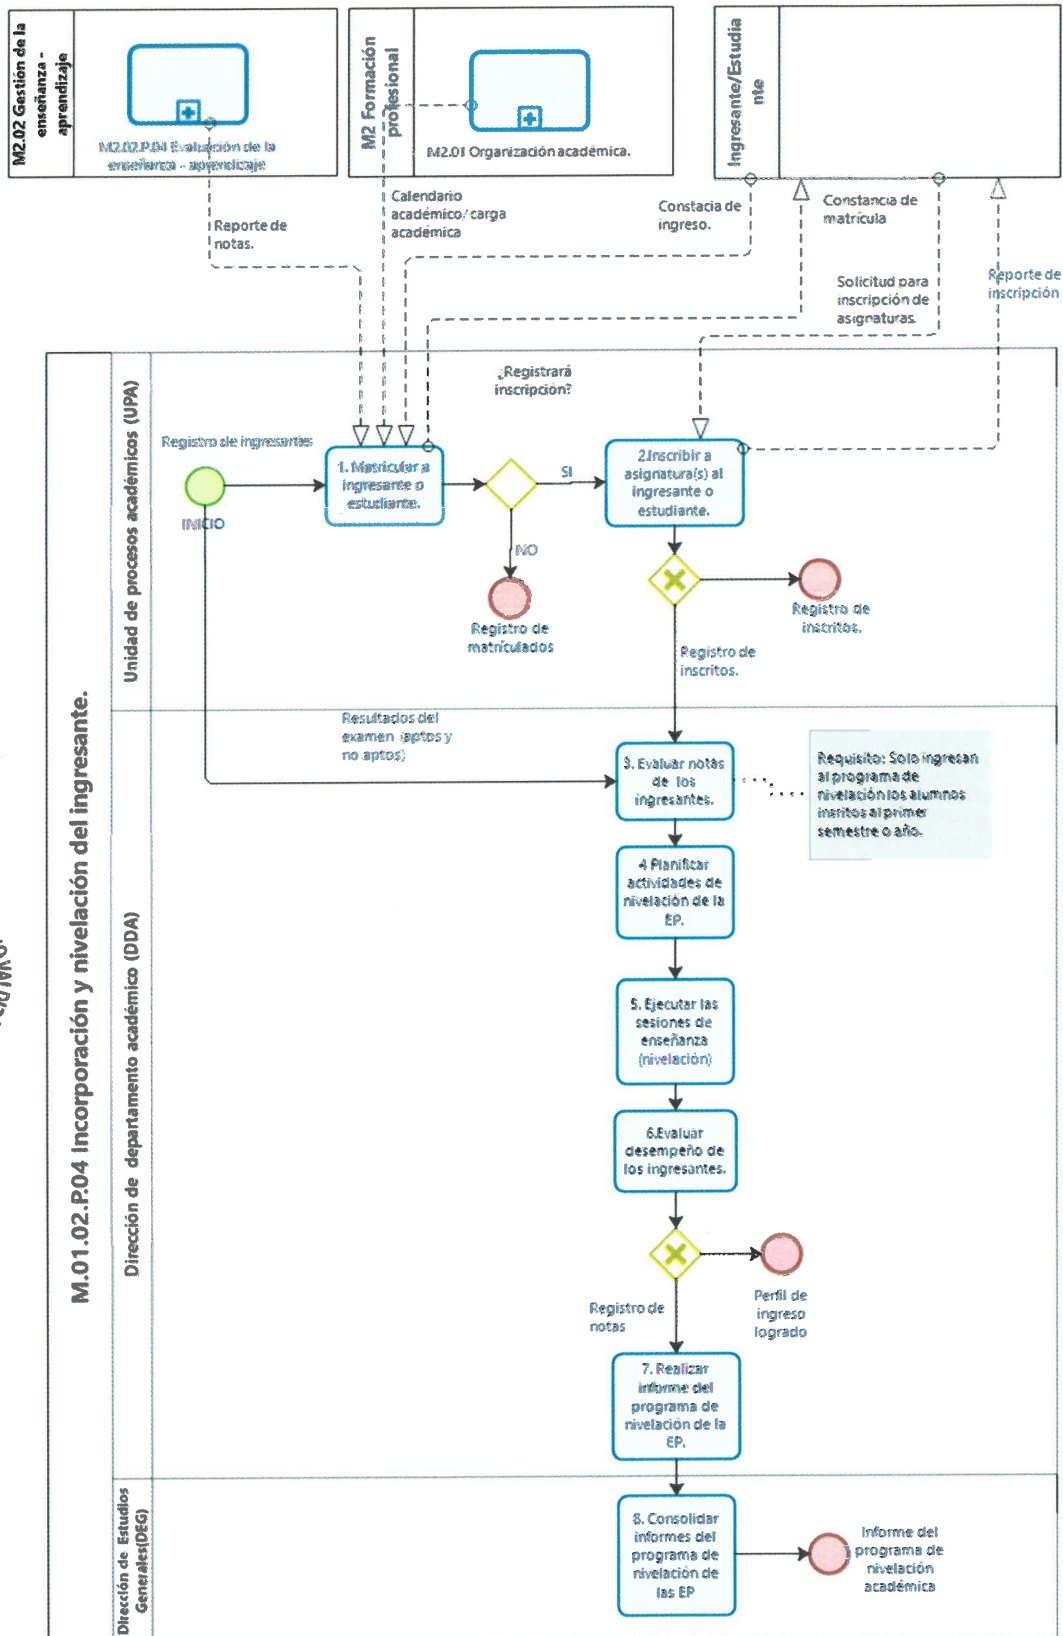 M2.02 Gestión de la
enseñanza -
aprendizaje
M2.02.P.04 Evaluación de la
enseñanza - aprendizaje
M2 Formación
profesional
M2.01 Organización académica.
Ingresante/Estudia
nte
Reporte de
notas.
Calendario
académico/carga
académica
Constacia de
ingreso.
Constancia de
matrícula
Solicitud para
inscripción de
asignaturas.
Reporte de
inscripción
M.01.02.P.04 Incorporación y nivelación del ingresante.
Unidad de procesos académicos (UPA)
Registro de ingresantes
INICIO
1. Matricular a
ingresante o
estudiante.
¿Registrará
inscripción?
SI
NO
Registro de
matrículados
2.Inscribir a
asignatura(s) al
ingresante o
estudiante.
Registro de
inscritos.
Registro de
inscritos.
Dirección de departamento académico (DDA)
Resultados del
examen (aptos y
no aptos)
3. Evaluar notas
de los
ingresantes.
Requisito: Solo ingresan
al programa de
nivelación los alumnos
insritos al primer
semestre o año.
4 Planificar
actividades de
nivelación de la
EP.
5. Ejecutar las
sesiones de
enseñanza
(nivelación)
6.Evaluar
desempeño de
los ingresantes.
Perfil de
ingreso
logrado
Registro de
notas
7. Realizar
informe del
programa de
nivelación de la
EP.
Dirección de Estudios
Generales(DEG)
8. Consolidar
informes del
programa de
nivelación de
las EP
Informe del
programa de
nivelación
académica